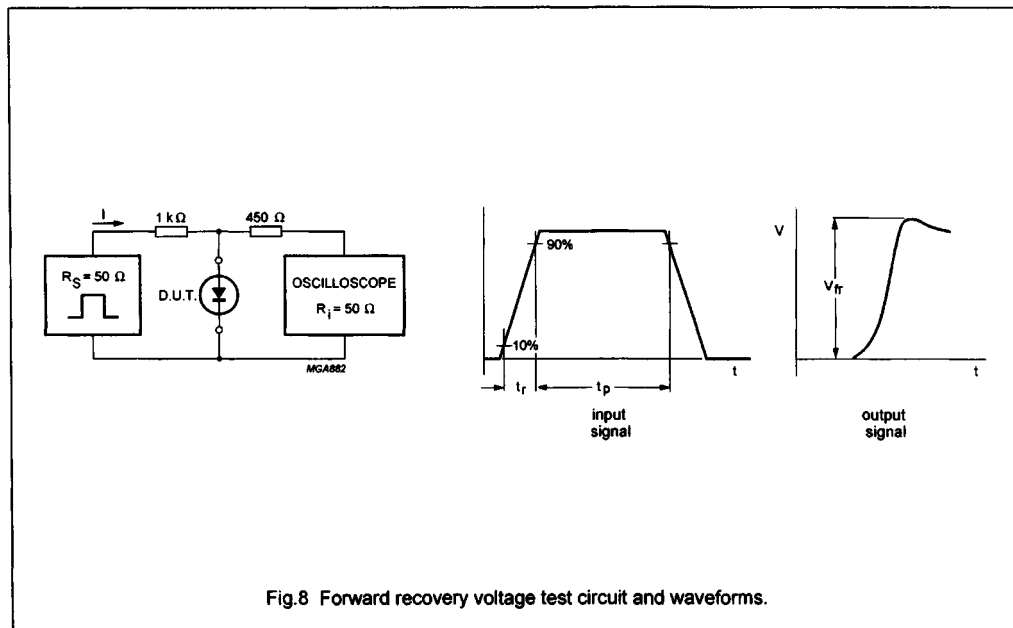 I
1 kΩ
450 Ω
R_S = 50 Ω
D.U.T.
OSCILLOSCOPE
R_i = 50 Ω
MGA882
90%
10%
t_r
t_p
t
input
signal
V
V_fr
t
output
signal
Fig.8 Forward recovery voltage test circuit and waveforms.